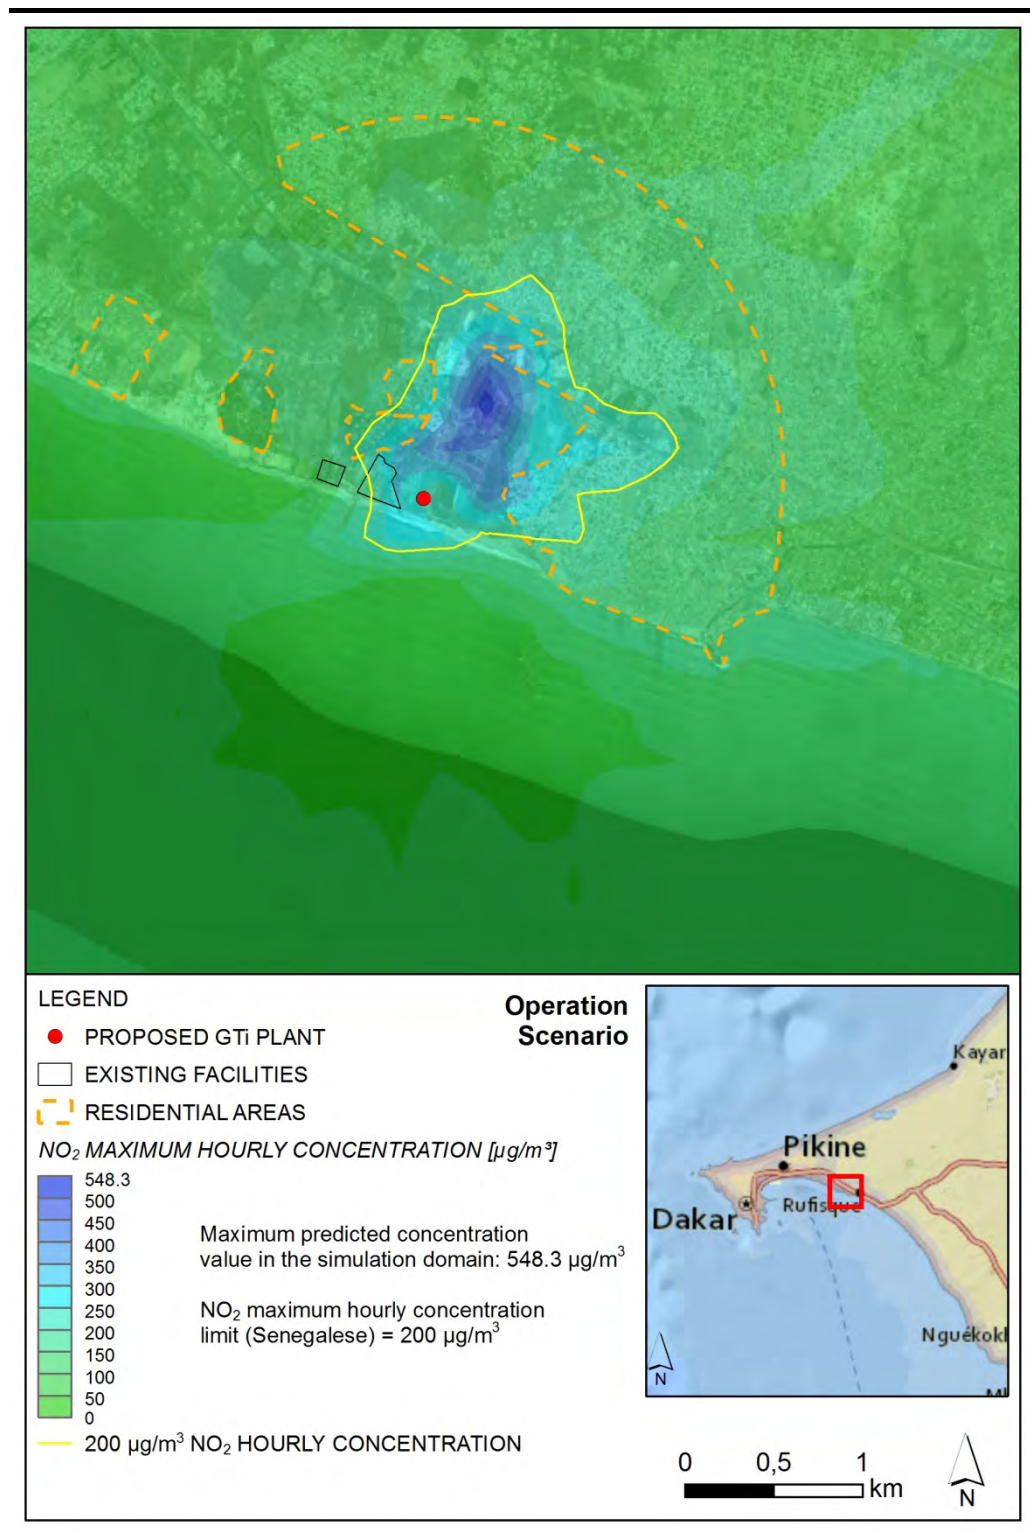 LEGEND
Operation
Scenario
PROPOSED GTi PLANT
EXISTING FACILITIES
RESIDENTIAL AREAS
NO₂ MAXIMUM HOURLY CONCENTRATION [µg/m³]
548.3
500
450
400
350
300
250
200
150
100
50
0
Maximum predicted concentration
value in the simulation domain: 548.3 µg/m³
NO₂ maximum hourly concentration
limit (Senegalese) = 200 µg/m³
200 µg/m³ NO₂ HOURLY CONCENTRATION
Kayar
Pikine
Rufisque
Dakar
Nguékokh
N
0 0,5 1
km
N